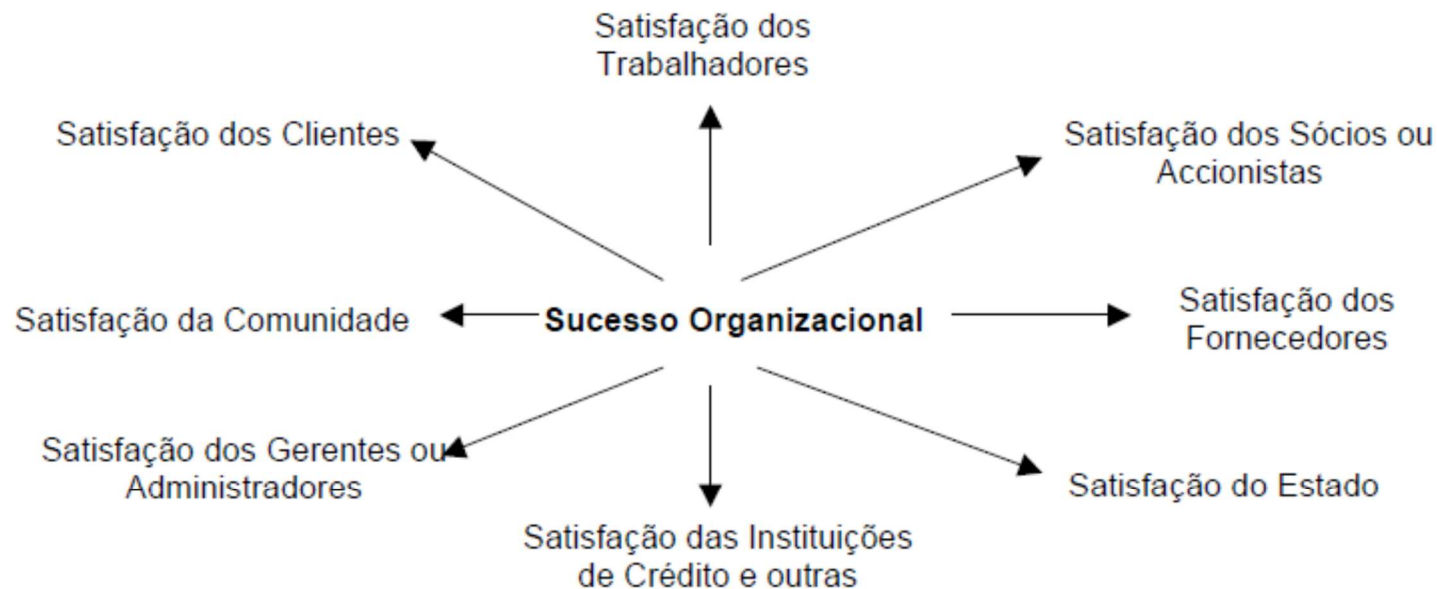 Satisfação dos
Trabalhadores
Satisfação dos Clientes
Satisfação dos Sócios ou
Accionistas
Satisfação da Comunidade
Sucesso Organizacional
Satisfação dos
Fornecedores
Satisfação dos Gerentes ou
Administradores
Satisfação do Estado
Satisfação das Instituições
de Crédito e outras